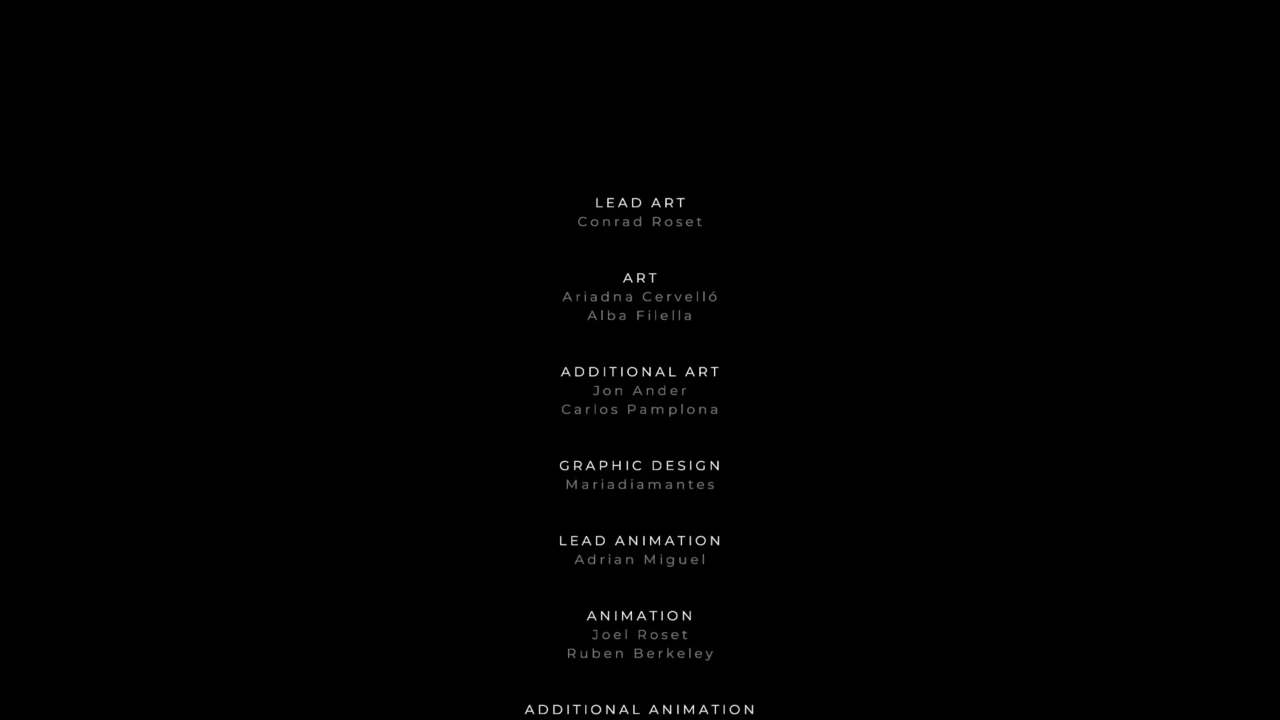 LEAD ART
Conrad Roset
ART
Ariadna Cervelló
Alba Filella
ADDITIONAL ART
Jon Ander
Carlos Pamplona
GRAPHIC DESIGN
Mariadiamantes
LEAD ANIMATION
Adrian Miguel
ANIMATION
Joel Roset
Ruben Berkeley
ADDITIONAL ANIMATION